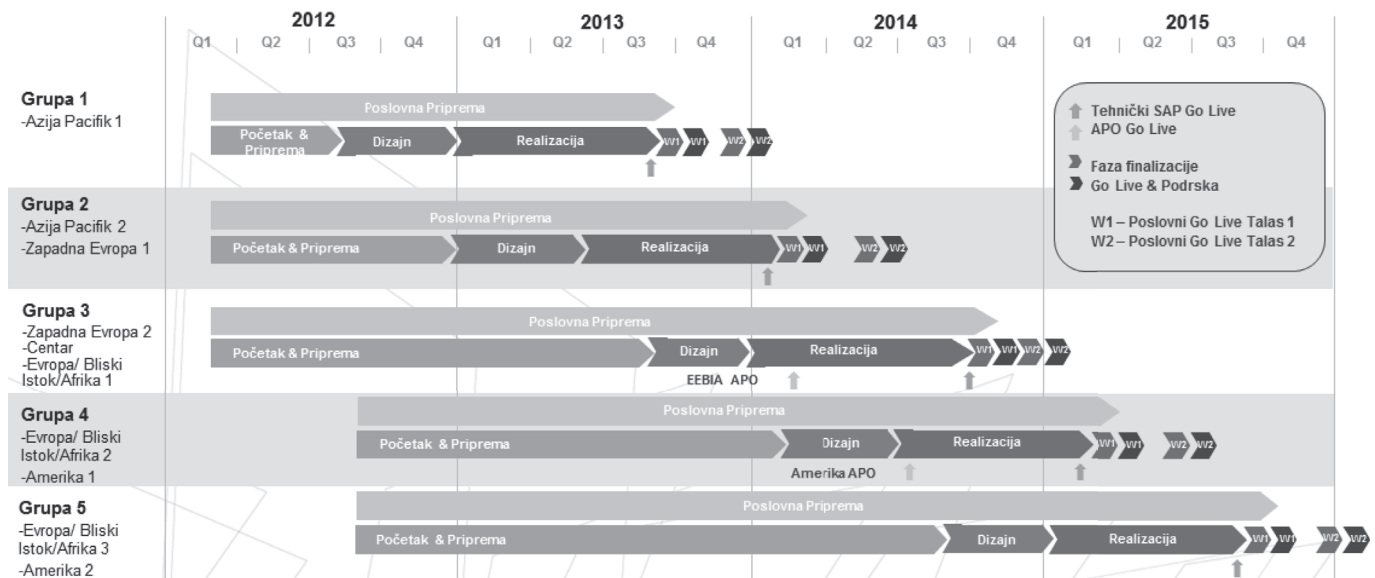 2012 2013 2014 2015
Q1 Q2 Q3 Q4 Q1 Q2 Q3 Q4 Q1 Q2 Q3 Q4 Q1 Q2 Q3 Q4
Grupa 1
-Azija Pacifik 1
Poslovna Priprema
Početak &
Priprema
Dizajn
Realizacija
W1 W1 W2 W2
Tehnički SAP Go Live
APO Go Live
Faza finalizacije
Go Live & Podrska
W1 – Poslovni Go Live Talas 1
W2 – Poslovni Go Live Talas 2
Grupa 2
-Azija Pacifik 2
-Zapadna Evropa 1
Poslovna Priprema
Početak & Priprema
Dizajn
Realizacija
W1 W1 W2 W2
Grupa 3
-Zapadna Evropa 2
-Centar
-Evropa/ Bliski
Istok/Afrika 1
Poslovna Priprema
Početak & Priprema
Dizajn
Realizacija
W1 W1 W2 W2
EEBIA APO
Grupa 4
-Evropa/ Bliski
Istok/Afrika 2
-Amerika 1
Poslovna Priprema
Početak & Priprema
Dizajn
Realizacija
W1 W1 W2 W2
Amerika APO
Grupa 5
-Evropa/ Bliski
Istok/Afrika 3
-Amerika 2
Poslovna Priprema
Početak & Priprema
Dizajn
Realizacija
W1 W1 W2 W2